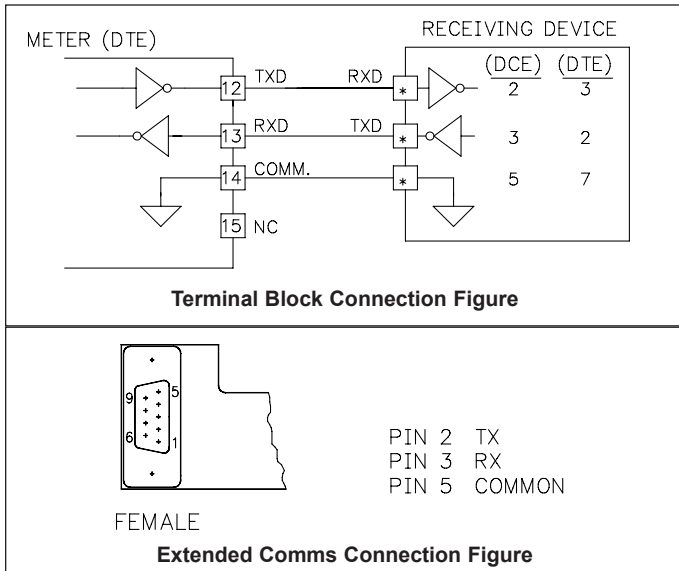 METER (DTE)
RECEIVING DEVICE
(DCE) (DTE)
12 TXD RXD * 2 3
13 RXD TXD * 3 2
14 COMM. * 5 7
15 NC
Terminal Block Connection Figure
9 5
6 1
PIN 2 TX
PIN 3 RX
PIN 5 COMMON
FEMALE
Extended Comms Connection Figure